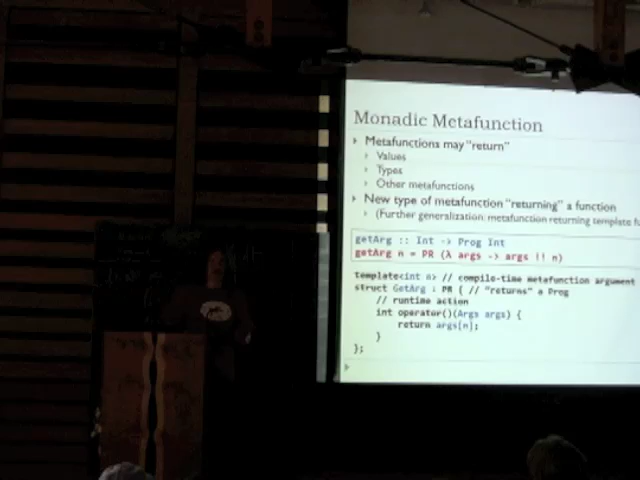 Monadic Metafunction
Metafunctions may "return"
Values
Types
Other metafunctions
New type of metafunction "returning" a function
(Further generalization: metafunction returning template fu
getArg :: Int -> Prog Int
getArg n = PR (λ args -> args !! n)
template<int n> // compile-time metafunction argument
struct GetArg : PR { // "returns" a Prog
// runtime action
int operator()(Args args) {
return args[n];
}
};